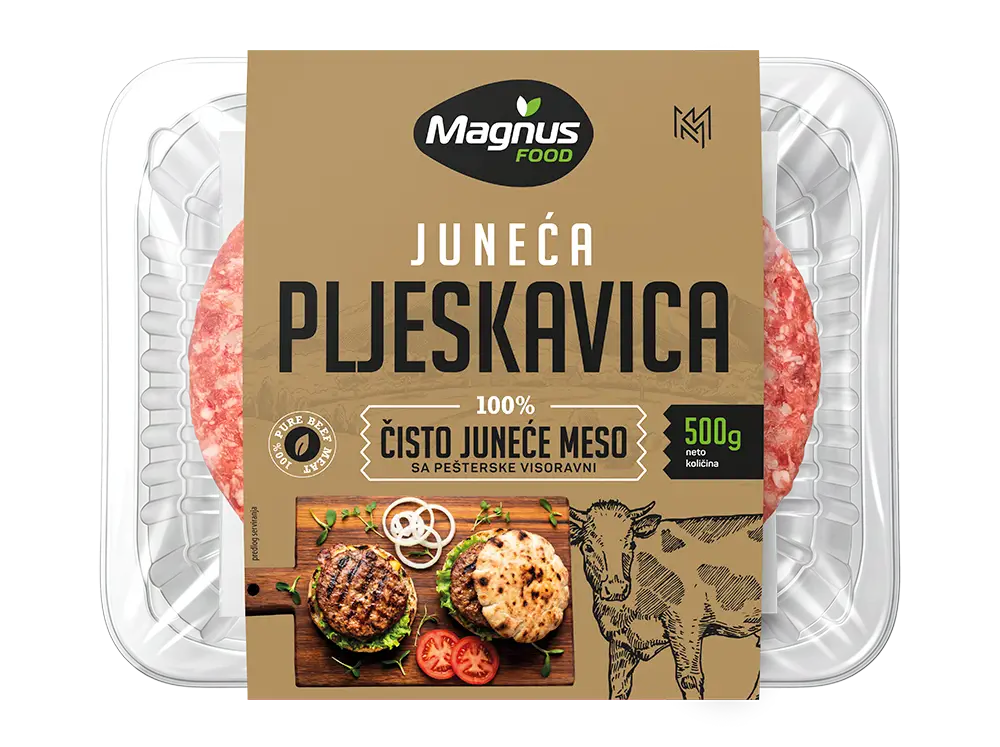 Magnus
FOOD
JUNEĆA
PLJESKAVICA
100%
ČISTO JUNEĆE MESO
SA PEŠTERSKE VISORAVNI
100% PURE BEEF MEAT
500g
neto
količina
predlog serviranja